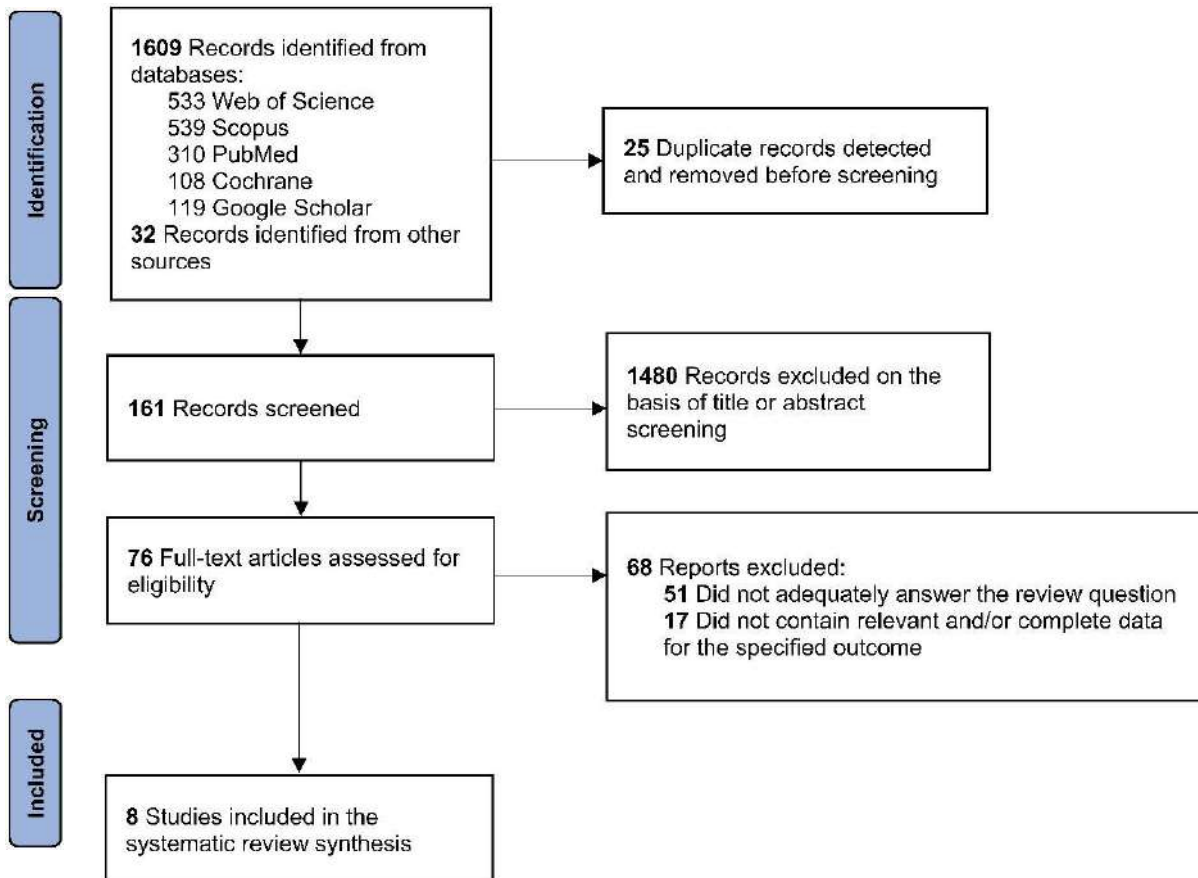 Identification
1609 Records identified from
databases:
533 Web of Science
539 Scopus
310 PubMed
108 Cochrane
119 Google Scholar
32 Records identified from other
sources
25 Duplicate records detected
and removed before screening
Screening
161 Records screened
1480 Records excluded on the
basis of title or abstract
screening
76 Full-text articles assessed for
eligibility
68 Reports excluded:
51 Did not adequately answer the review question
17 Did not contain relevant and/or complete data
for the specified outcome
Included
8 Studies included in the
systematic review synthesis